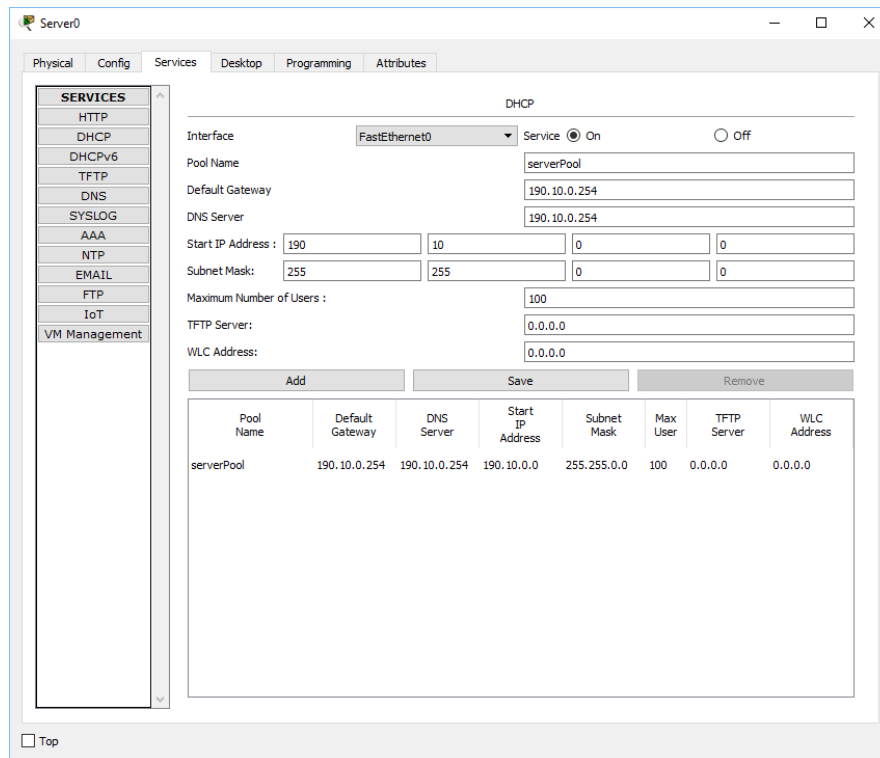 Server0
Physical Config Services Desktop Programming Attributes
SERVICES
HTTP
DHCP
DHCPv6
TFTP
DNS
SYSLOG
AAA
NTP
EMAIL
FTP
IoT
VM Management
DHCP
Interface FastEthernet0 Service On Off
Pool Name serverPool
Default Gateway 190.10.0.254
DNS Server 190.10.0.254
Start IP Address : 190 10 0 0
Subnet Mask: 255 255 0 0
Maximum Number of Users : 100
TFTP Server: 0.0.0.0
WLC Address: 0.0.0.0
Add Save Remove
Pool Name Default Gateway DNS Server Start IP Address Subnet Mask Max User TFTP Server WLC Address
serverPool 190.10.0.254 190.10.0.254 190.10.0.0 255.255.0.0 100 0.0.0.0 0.0.0.0
Top